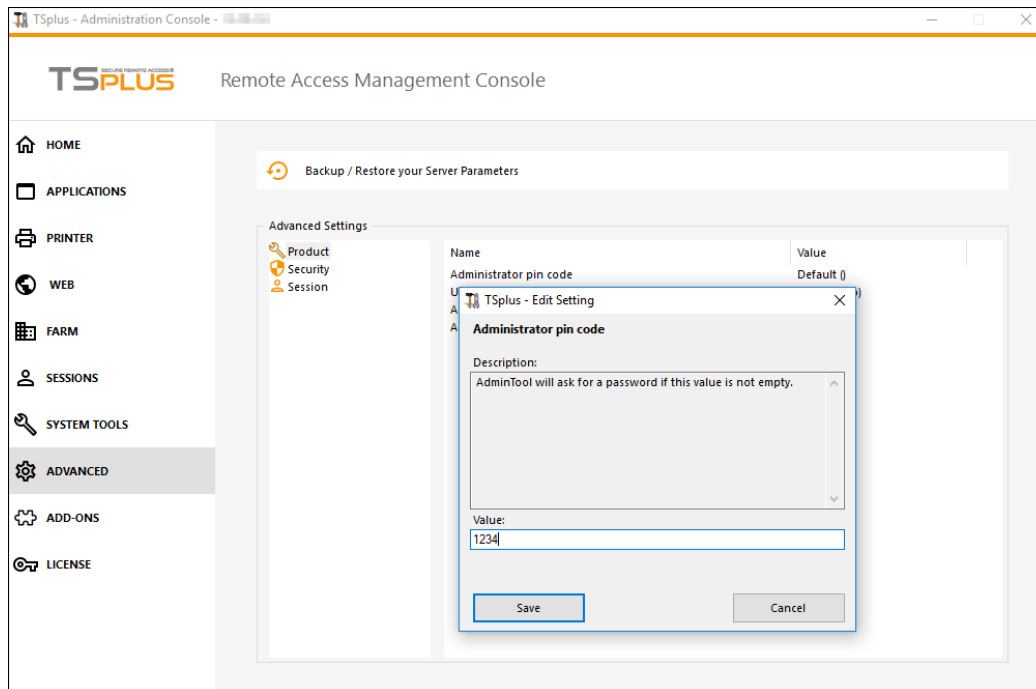 TSplus - Administration Console -
TSPLUS
SECURE REMOTE ACCESS
Remote Access Management Console
HOME
APPLICATIONS
PRINTER
WEB
FARM
SESSIONS
SYSTEM TOOLS
ADVANCED
ADD-ONS
LICENSE
Backup / Restore your Server Parameters
Advanced Settings
Product
Security
Session
Name Value
Administrator pin code Default ()
U
A
A
TSplus - Edit Setting
Administrator pin code
Description:
AdminTool will ask for a password if this value is not empty.
Value:
1234
Save Cancel